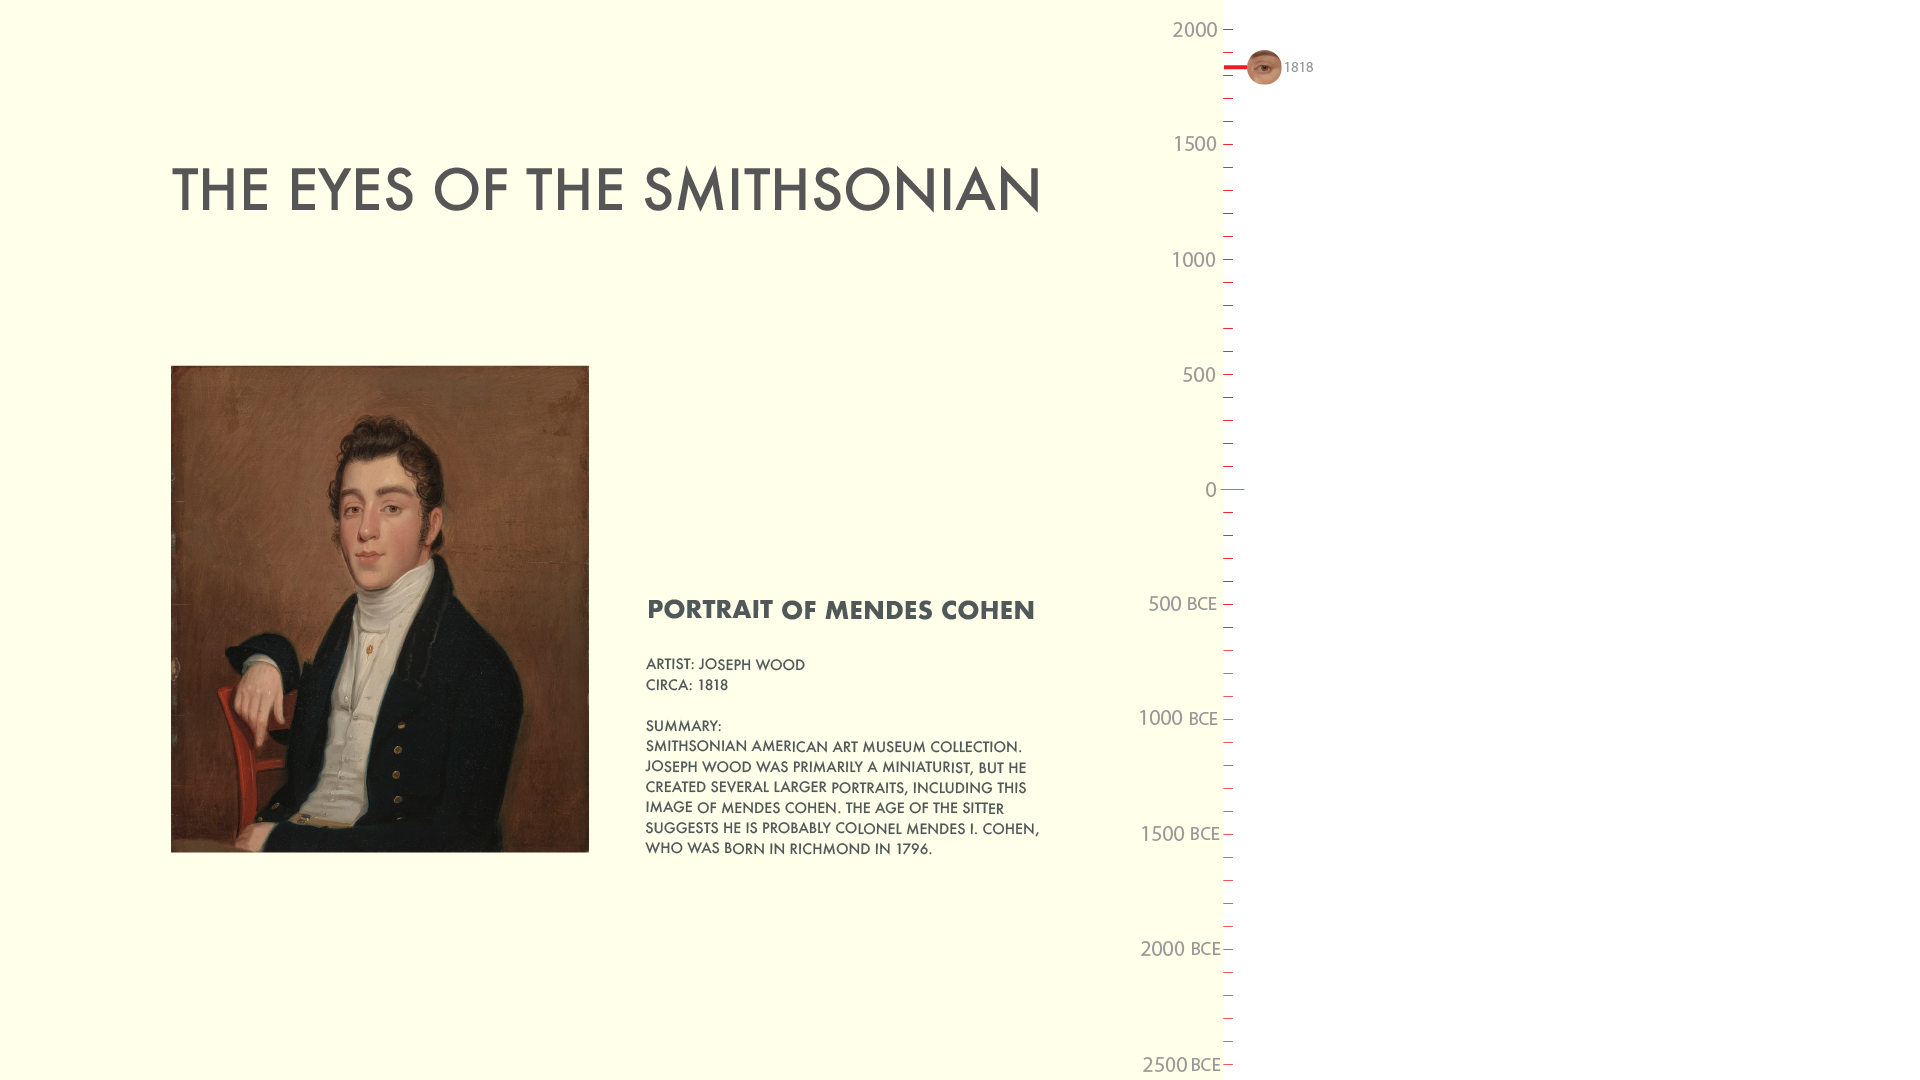 THE EYES OF THE SMITHSONIAN
PORTRAIT OF MENDES COHEN
ARTIST: JOSEPH WOOD
CIRCA: 1818
SUMMARY:
SMITHSONIAN AMERICAN ART MUSEUM COLLECTION.
JOSEPH WOOD WAS PRIMARILY A MINIATURIST, BUT HE
CREATED SEVERAL LARGER PORTRAITS, INCLUDING THIS
IMAGE OF MENDES COHEN. THE AGE OF THE SITTER
SUGGESTS HE IS PROBABLY COLONEL MENDES I. COHEN,
WHO WAS BORN IN RICHMOND IN 1796.
2000
1818
1500
1000
500
0
500 BCE
1000 BCE
1500 BCE
2000 BCE
2500 BCE